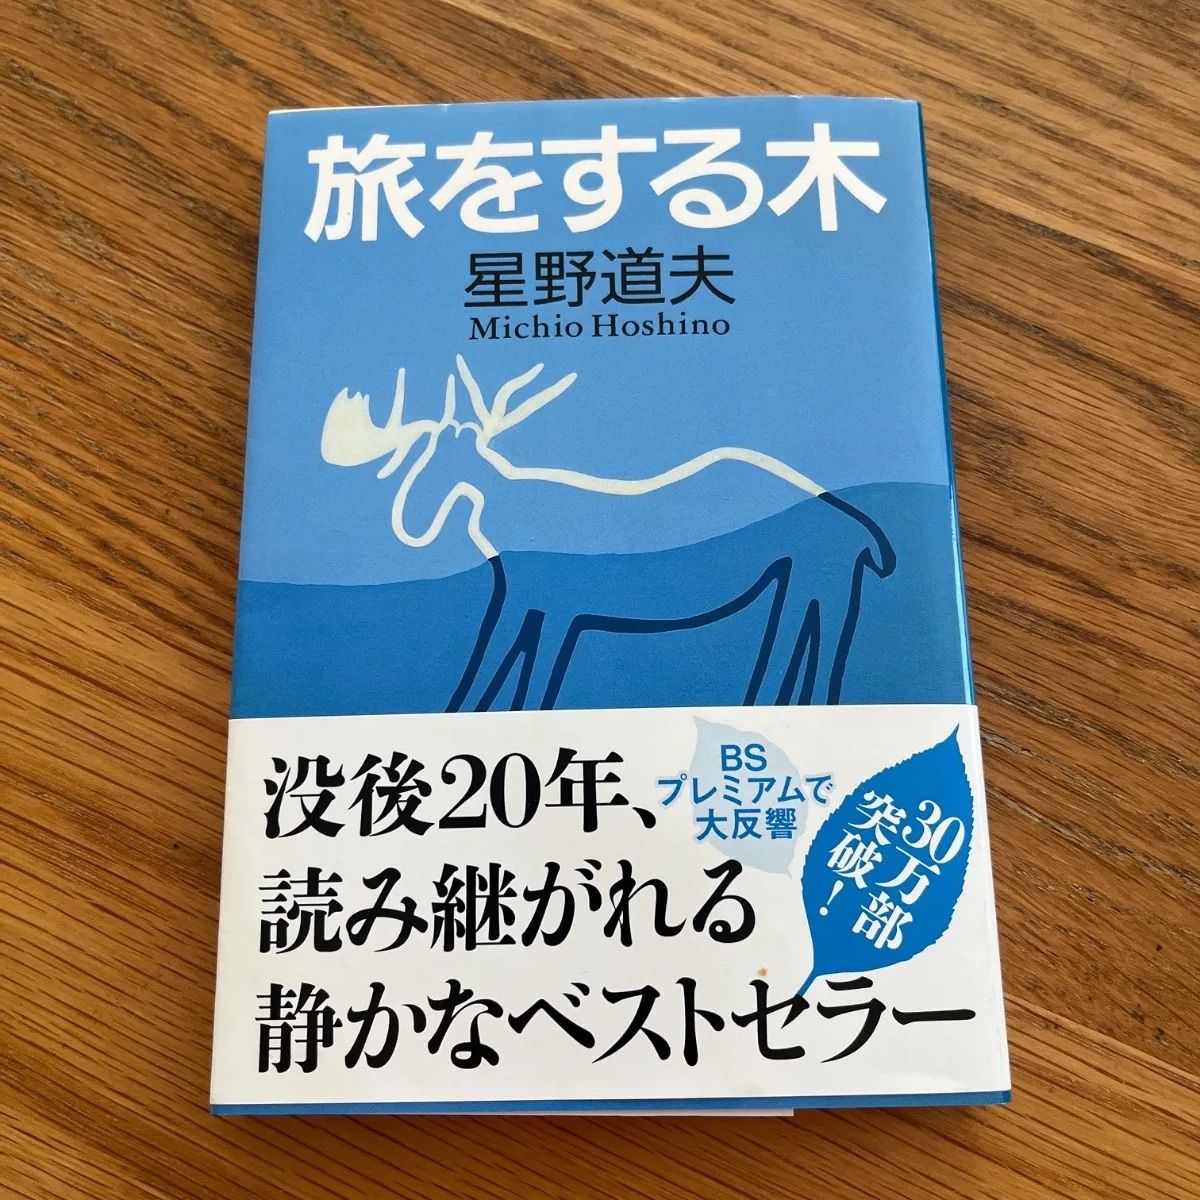 旅をする木
星野道夫
Michio Hoshino
BS
プレミアムで
大反響
30万部
突破!
没後20年、
読み継がれる
静かなベストセラー